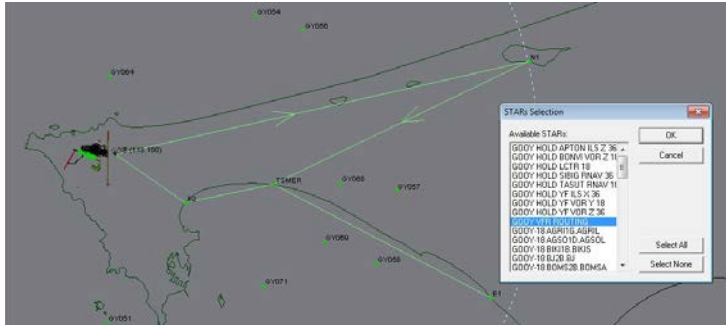 GY054
GY056
N1
GY064
STARs Selection
Available STARs:
GOOY HOLD APTON ILS Z 36
GOOY HOLD BONVI VOR Z 1
GOOY HOLD LCTR 18
GOOY HOLD SIBIG RNAV 36
GOOY HOLD TASUT RNAV 1
GOOY HOLD YF ILS X 36
GOOY HOLD YF VOR Y 18
GOOY HOLD YF VOR Z 36
GOOY VFR ROUTING
GOOY-18 AGRI1G.AGRIL
GOOY-18 AGSO1D.AGSOL
GOOY-18 BIKI1B.BIKIS
GOOY-18 BJ2B.BJ
GOOY-18 BOMS2B.BOMSA
OK
Cancel
Select All
Select None
TSMER
GY068
GY057
GY069
GY058
GY071
E1
GY051